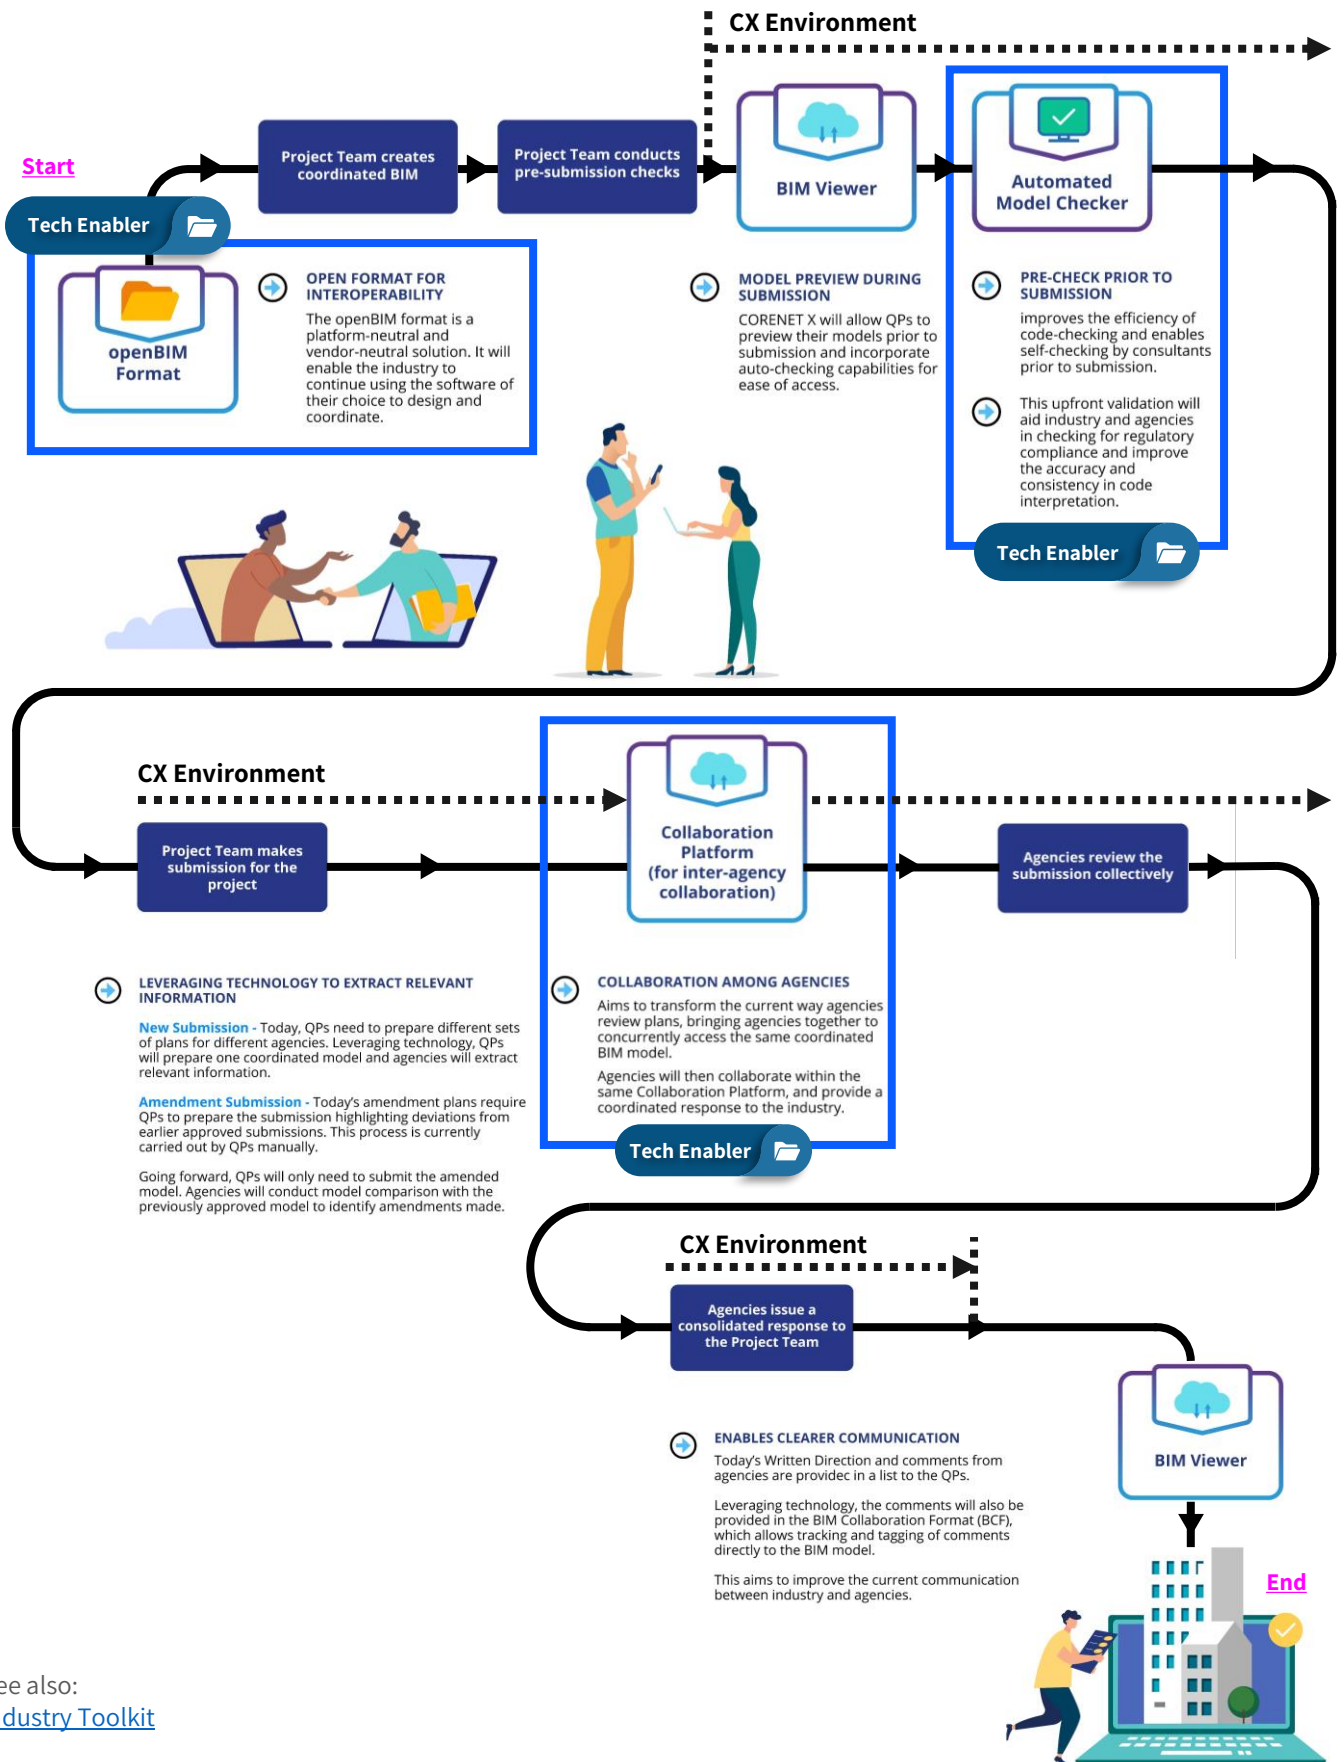 CX Environment
Start
Project Team creates
coordinated BIM
Project Team conducts
pre-submission checks
BIM Viewer
Automated
Model Checker
Tech Enabler
openBIM
Format
OPEN FORMAT FOR
INTEROPERABILITY
The openBIM format is a
platform-neutral and
vendor-neutral solution. It will
enable the industry to
continue using the software of
their choice to design and
coordinate.
MODEL PREVIEW DURING
SUBMISSION
CORENET X will allow QPs to
preview their models prior to
submission and incorporate
auto-checking capabilities for
ease of access.
PRE-CHECK PRIOR TO
SUBMISSION
improves the efficiency of
code-checking and enables
self-checking by consultants
prior to submission.
This upfront validation will
aid industry and agencies
in checking for regulatory
compliance and improve
the accuracy and
consistency in code
interpretation.
Tech Enabler
CX Environment
Project Team makes
submission for the
project
Collaboration
Platform
(for inter-agency
collaboration)
Agencies review the
submission collectively
LEVERAGING TECHNOLOGY TO EXTRACT RELEVANT
INFORMATION
New Submission - Today, QPs need to prepare different sets
of plans for different agencies. Leveraging technology, QPs
will prepare one coordinated model and agencies will extract
relevant information.
Amendment Submission - Today's amendment plans require
QPs to prepare the submission highlighting deviations from
earlier approved submissions. This process is currently
carried out by QPs manually.
Going forward, QPs will only need to submit the amended
model. Agencies will conduct model comparison with the
previously approved model to identify amendments made.
COLLABORATION AMONG AGENCIES
Aims to transform the current way agencies
review plans, bringing agencies together to
concurrently access the same coordinated
BIM model.
Agencies will then collaborate within the
same Collaboration Platform, and provide a
coordinated response to the industry.
Tech Enabler
CX Environment
Agencies issue a
consolidated response to
the Project Team
BIM Viewer
ENABLES CLEARER COMMUNICATION
Today's Written Direction and comments from
agencies are providec in a list to the QPs.
Leveraging technology, the comments will also be
provided in the BIM Collaboration Format (BCF),
which allows tracking and tagging of comments
directly to the BIM model.
This aims to improve the current communication
between industry and agencies.
End
ee also:
dustry Toolkit